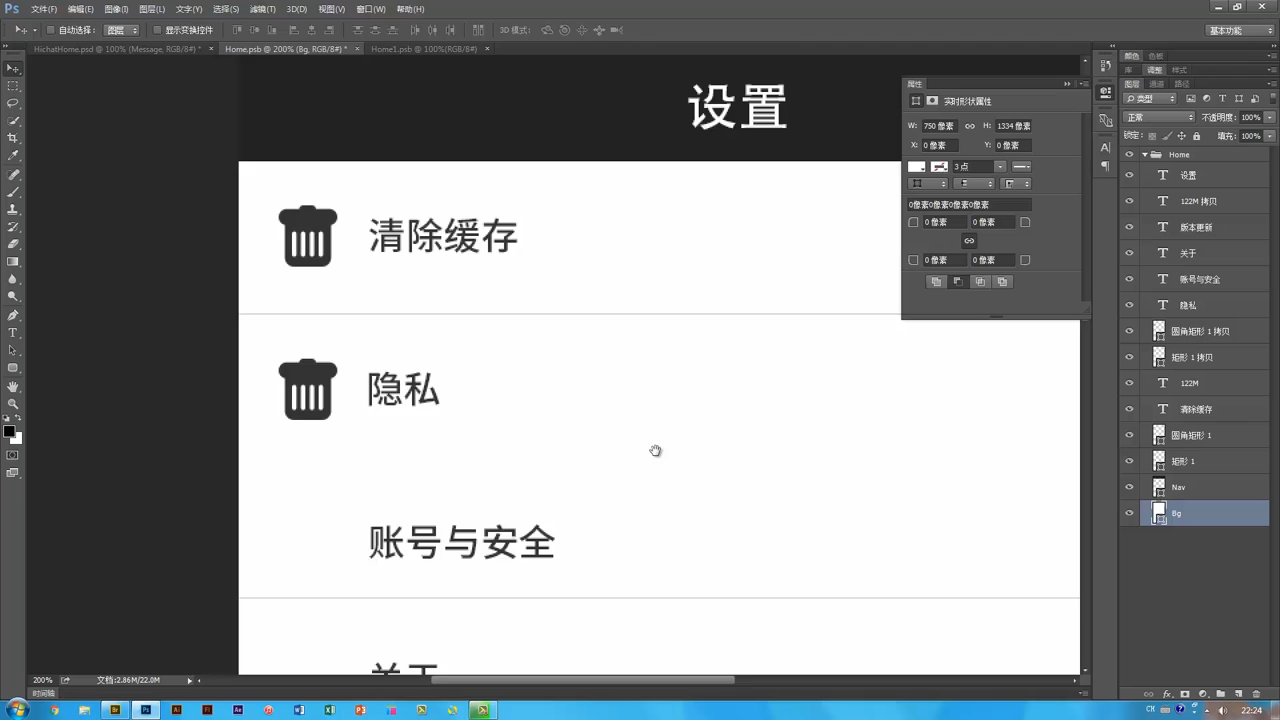 Ps 文件(F) 编辑(E) 图像(I) 图层(L) 文字(Y) 选择(S) 滤镜(T) 3D(D) 视图(V) 窗口(W) 帮助(H)
自动选择: 图层 显示变换控件 3D 模式: 基本功能
HichatHome.psd @ 100% (Message, RGB/8#) * × Home.psb @ 200% (Bg, RGB/8#) * × Home1.psb @ 100%(RGB/8#) ×
设置
清除缓存
隐私
账号与安全
关于
属性
实时形状属性
W: 750 像素 H: 1334 像素
X: 0 像素 Y: 0 像素
3 点
0像素0像素0像素0像素
0 像素 0 像素
0 像素 0 像素
颜色 色板
库 调整 样式
图层 通道 路径
类型
正常 不透明度: 100%
锁定: 填充: 100%
Home
设置
122M 拷贝
版本更新
关于
账号与安全
隐私
圆角矩形 1 拷贝
矩形 1 拷贝
122M
清除缓存
圆角矩形 1
矩形 1
Nav
Bg
200% 文档:2.86M/22.0M
时间轴
CH 22:24